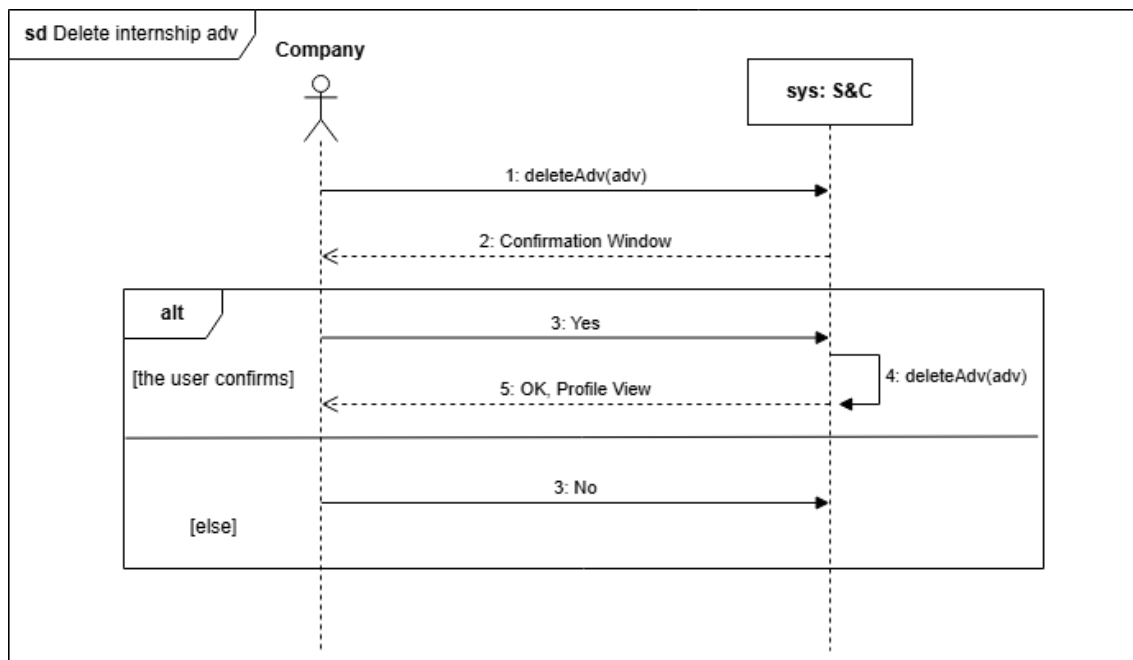 sd Delete internship adv
Company
sys: S&C
1: deleteAdv(adv)
2: Confirmation Window
alt
3: Yes
[the user confirms]
4: deleteAdv(adv)
5: OK, Profile View
3: No
[else]